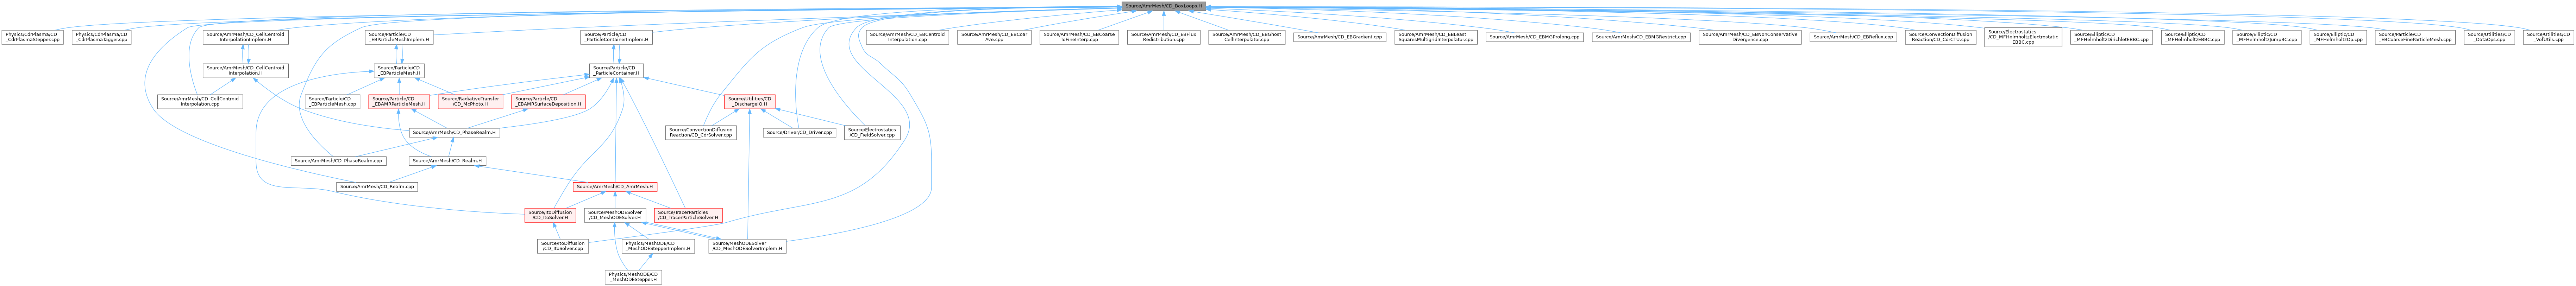 Source/AmrMesh/CD_BoxLoops.H
Physics/CdrPlasma/CD
_CdrPlasmaStepper.cpp
Physics/CdrPlasma/CD
_CdrPlasmaTagger.cpp
Source/AmrMesh/CD_CellCentroid
InterpolationImplem.H
Source/Particle/CD
_EBParticleMeshImplem.H
Source/Particle/CD
_ParticleContainerImplem.H
Source/AmrMesh/CD_EBCentroid
Interpolation.cpp
Source/AmrMesh/CD_EBCoar
Ave.cpp
Source/AmrMesh/CD_EBCoarse
ToFineInterp.cpp
Source/AmrMesh/CD_EBFlux
Redistribution.cpp
Source/AmrMesh/CD_EBGhost
CellInterpolator.cpp
Source/AmrMesh/CD_EBGradient.cpp
Source/AmrMesh/CD_EBLeast
SquaresMultigridInterpolator.cpp
Source/AmrMesh/CD_EBMGProlong.cpp
Source/AmrMesh/CD_EBMGRestrict.cpp
Source/AmrMesh/CD_EBNonConservative
Divergence.cpp
Source/AmrMesh/CD_EBReflux.cpp
Source/ConvectionDiffusion
Reaction/CD_CdrCTU.cpp
Source/Electrostatics
/CD_MFHelmholtzElectrostatic
EBBC.cpp
Source/Elliptic/CD
_MFHelmholtzDirichletEBBC.cpp
Source/Elliptic/CD
_MFHelmholtzEBBC.cpp
Source/Elliptic/CD
_MFHelmholtzJumpBC.cpp
Source/Elliptic/CD
_MFHelmholtzOp.cpp
Source/Particle/CD
_EBCoarseFineParticleMesh.cpp
Source/Utilities/CD
_DataOps.cpp
Source/Utilities/CD
_VofUtils.cpp
Source/AmrMesh/CD_CellCentroid
Interpolation.H
Source/Particle/CD
_EBParticleMesh.H
Source/Particle/CD
_ParticleContainer.H
Source/AmrMesh/CD_CellCentroid
Interpolation.cpp
Source/Particle/CD
_EBParticleMesh.cpp
Source/Particle/CD
_EBAMRParticleMesh.H
Source/RadiativeTransfer
/CD_McPhoto.H
Source/Particle/CD
_EBAMRSurfaceDeposition.H
Source/Utilities/CD
_DischargeIO.H
Source/AmrMesh/CD_PhaseRealm.H
Source/ConvectionDiffusion
Reaction/CD_CdrSolver.cpp
Source/Driver/CD_Driver.cpp
Source/Electrostatics
/CD_FieldSolver.cpp
Source/AmrMesh/CD_PhaseRealm.cpp
Source/AmrMesh/CD_Realm.H
Source/AmrMesh/CD_Realm.cpp
Source/AmrMesh/CD_AmrMesh.H
Source/ItoDiffusion
/CD_ItoSolver.H
Source/MeshODESolver
/CD_MeshODESolver.H
Source/TracerParticles
/CD_TracerParticleSolver.H
Source/ItoDiffusion
/CD_ItoSolver.cpp
Physics/MeshODE/CD
_MeshODEStepperImplem.H
Source/MeshODESolver
/CD_MeshODESolverImplem.H
Physics/MeshODE/CD
_MeshODEStepper.H